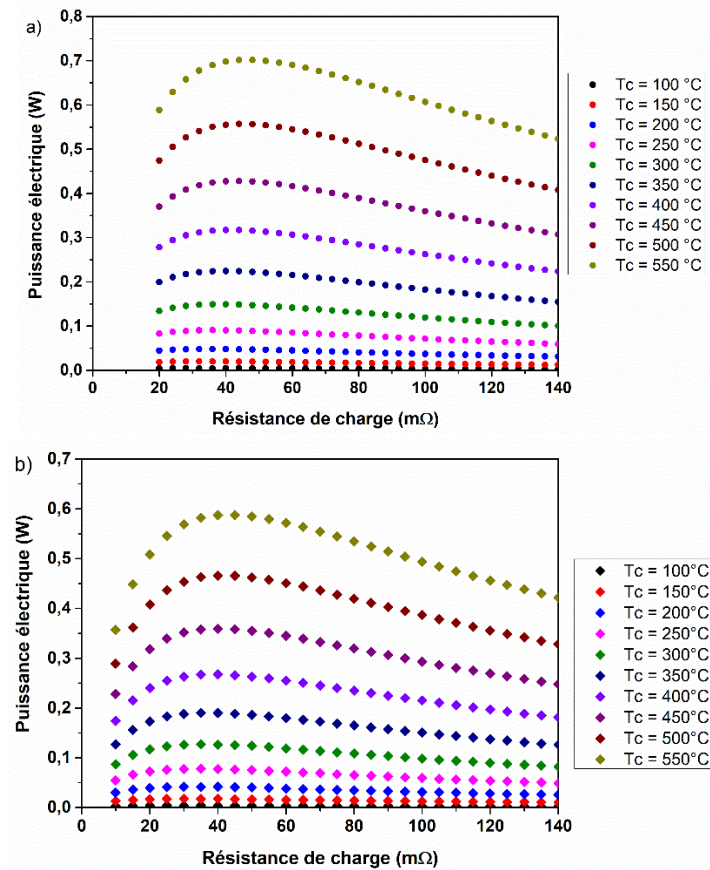 a)
0,8
0,7
0,6
0,5
0,4
0,3
0,2
0,1
0,0
Puissance électrique (W)
0 20 40 60 80 100 120 140
Résistance de charge (mΩ)
Tc = 100 °C
Tc = 150 °C
Tc = 200 °C
Tc = 250 °C
Tc = 300 °C
Tc = 350 °C
Tc = 400 °C
Tc = 450 °C
Tc = 500 °C
Tc = 550 °C
b)
0,7
0,6
0,5
0,4
0,3
0,2
0,1
0,0
Puissance électrique (W)
0 20 40 60 80 100 120 140
Résistance de charge (mΩ)
Tc = 100°C
Tc = 150°C
Tc = 200°C
Tc = 250°C
Tc = 300°C
Tc = 350°C
Tc = 400°C
Tc = 450°C
Tc = 500°C
Tc = 550°C